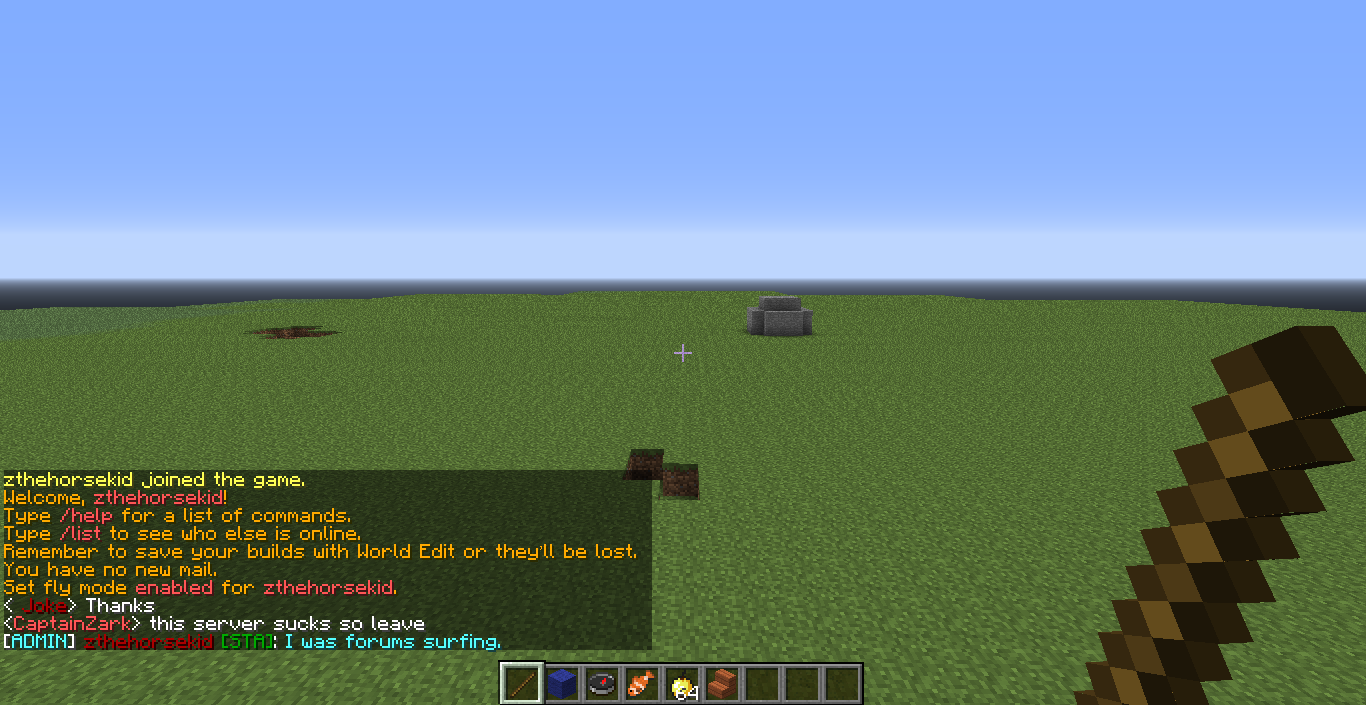 zthehorsekid joined the game.
Welcome, zthehorsekid!
Type /help for a list of commands.
Type /list to see who else is online.
Remember to save your builds with World Edit or they'll be lost.
You have no new mail.
Set fly mode enabled for zthehorsekid.
< Joke> Thanks
<CaptainZark> this server sucks so leave
[ADMIN] zthehorsekid [STA]: I was forums surfing.
64